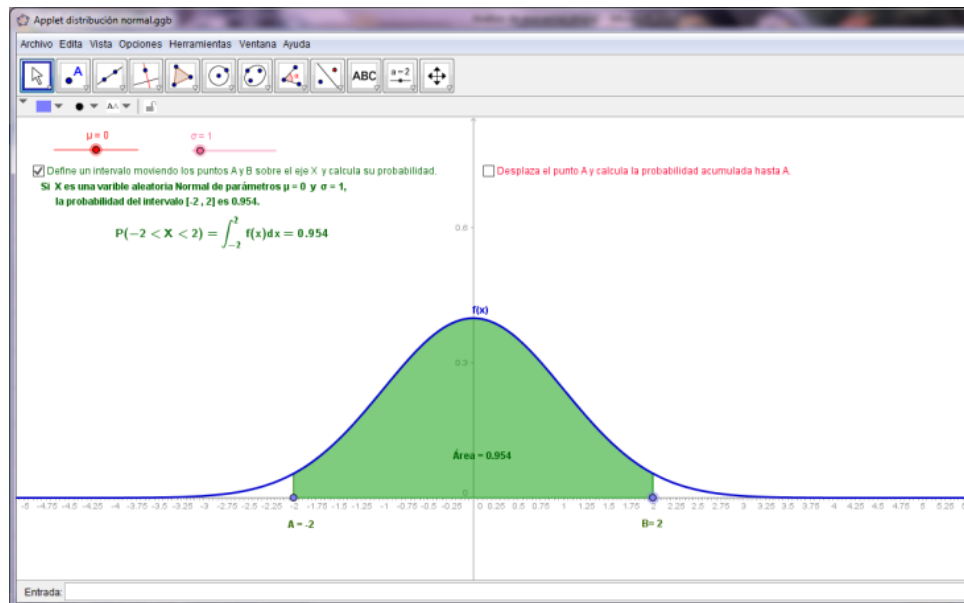 Applet distribución normal.ggb
Archivo Edita Vista Opciones Herramientas Ventana Ayuda
ABC a=2
μ = 0 σ = 1
Define un intervalo moviendo los puntos A y B sobre el eje X y calcula su probabilidad.
Desplaza el punto A y calcula la probabilidad acumulada hasta A.
Si X es una varible aleatoria Normal de parámetros μ = 0 y σ = 1,
la probabilidad del intervalo [-2 , 2] es 0.954.
P(−2 < X < 2) = ∫_{−2}^{2} f(x)dx = 0.954
0.6
f(x)
0.3
Área = 0.954
0
-5 -4.75 -4.5 -4.25 -4 -3.75 -3.5 -3.25 -3 -2.75 -2.5 -2.25 -2 -1.75 -1.5 -1.25 -1 -0.75 -0.5 -0.25 0 0.25 0.5 0.75 1 1.25 1.5 1.75 2 2.25 2.5 2.75 3 3.25 3.5 3.75 4 4.25 4.5 4.75 5 5.25
A = -2 B= 2
Entrada: